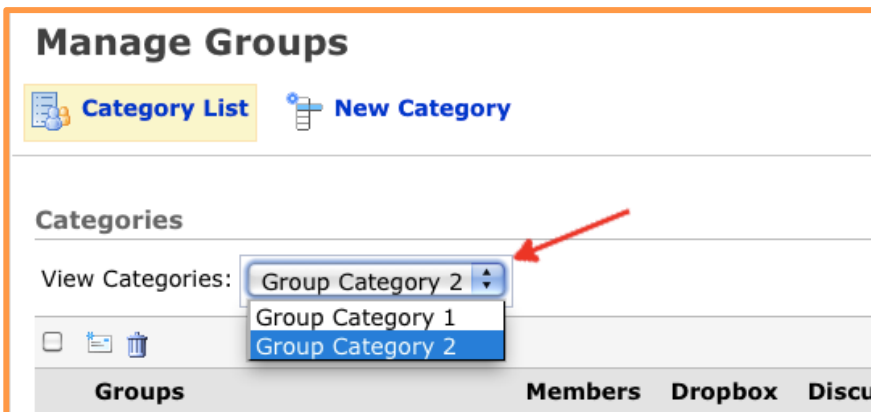 Manage Groups
Category List New Category
Categories
View Categories: Group Category 2
Group Category 1
Group Category 2
Groups Members Dropbox Discu